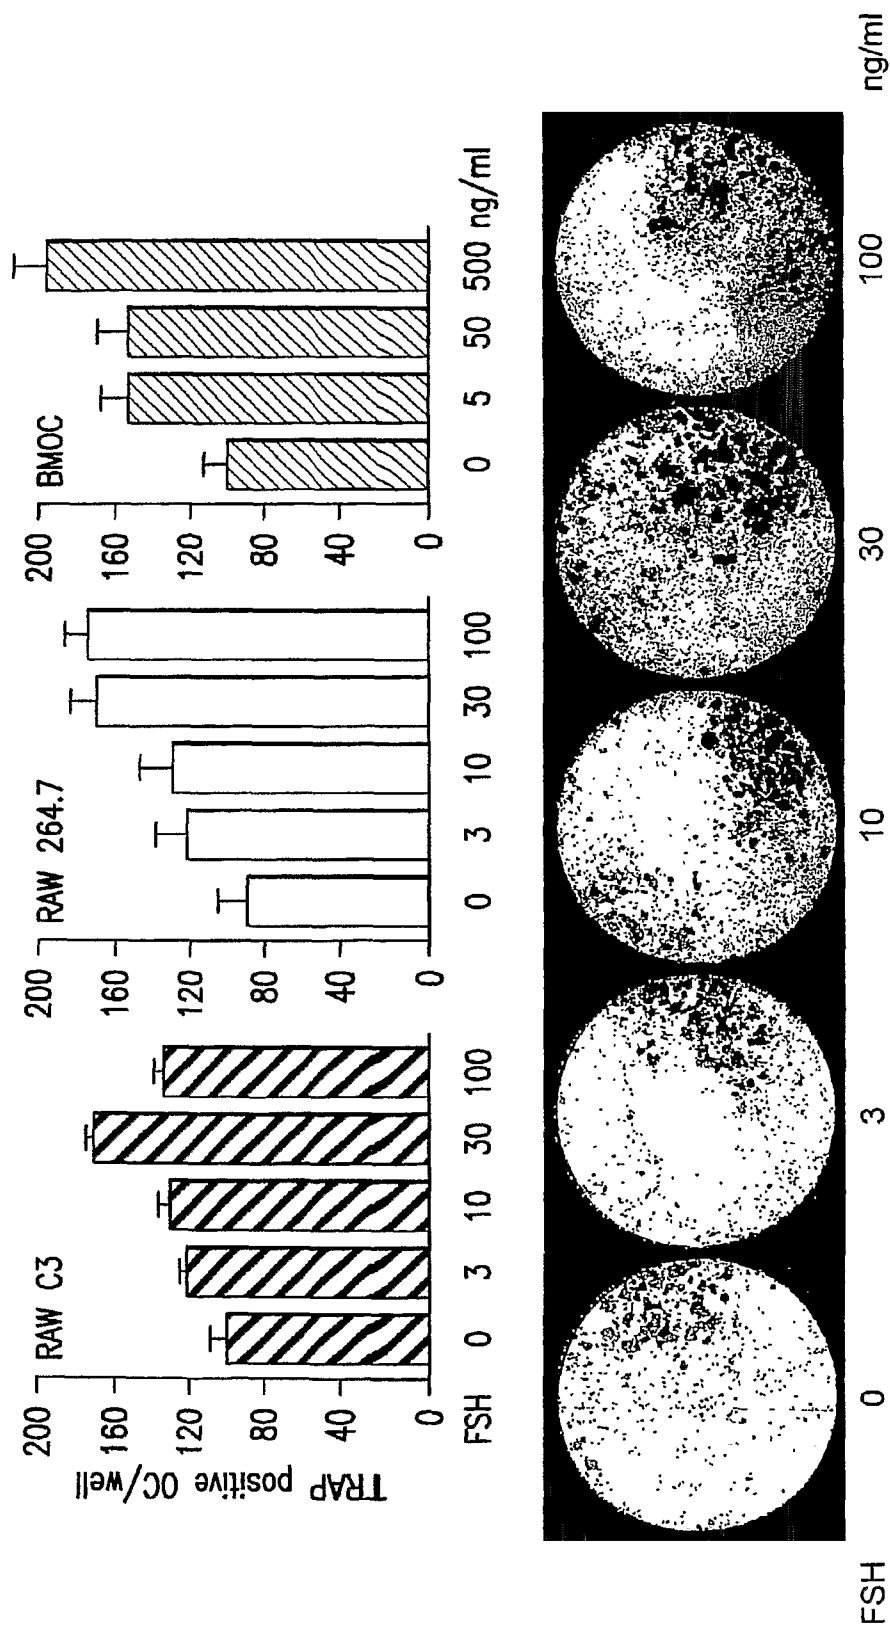 TRAP positive OC/well
RAW C3
200
160
120
80
40
0
FSH 0 3 10 30 100
RAW 264.7
200
160
120
80
40
0
0 3 10 30 100
BMOC
200
160
120
80
40
0
0 5 50 500 ng/ml
FSH 0 3 10 30 100 ng/ml